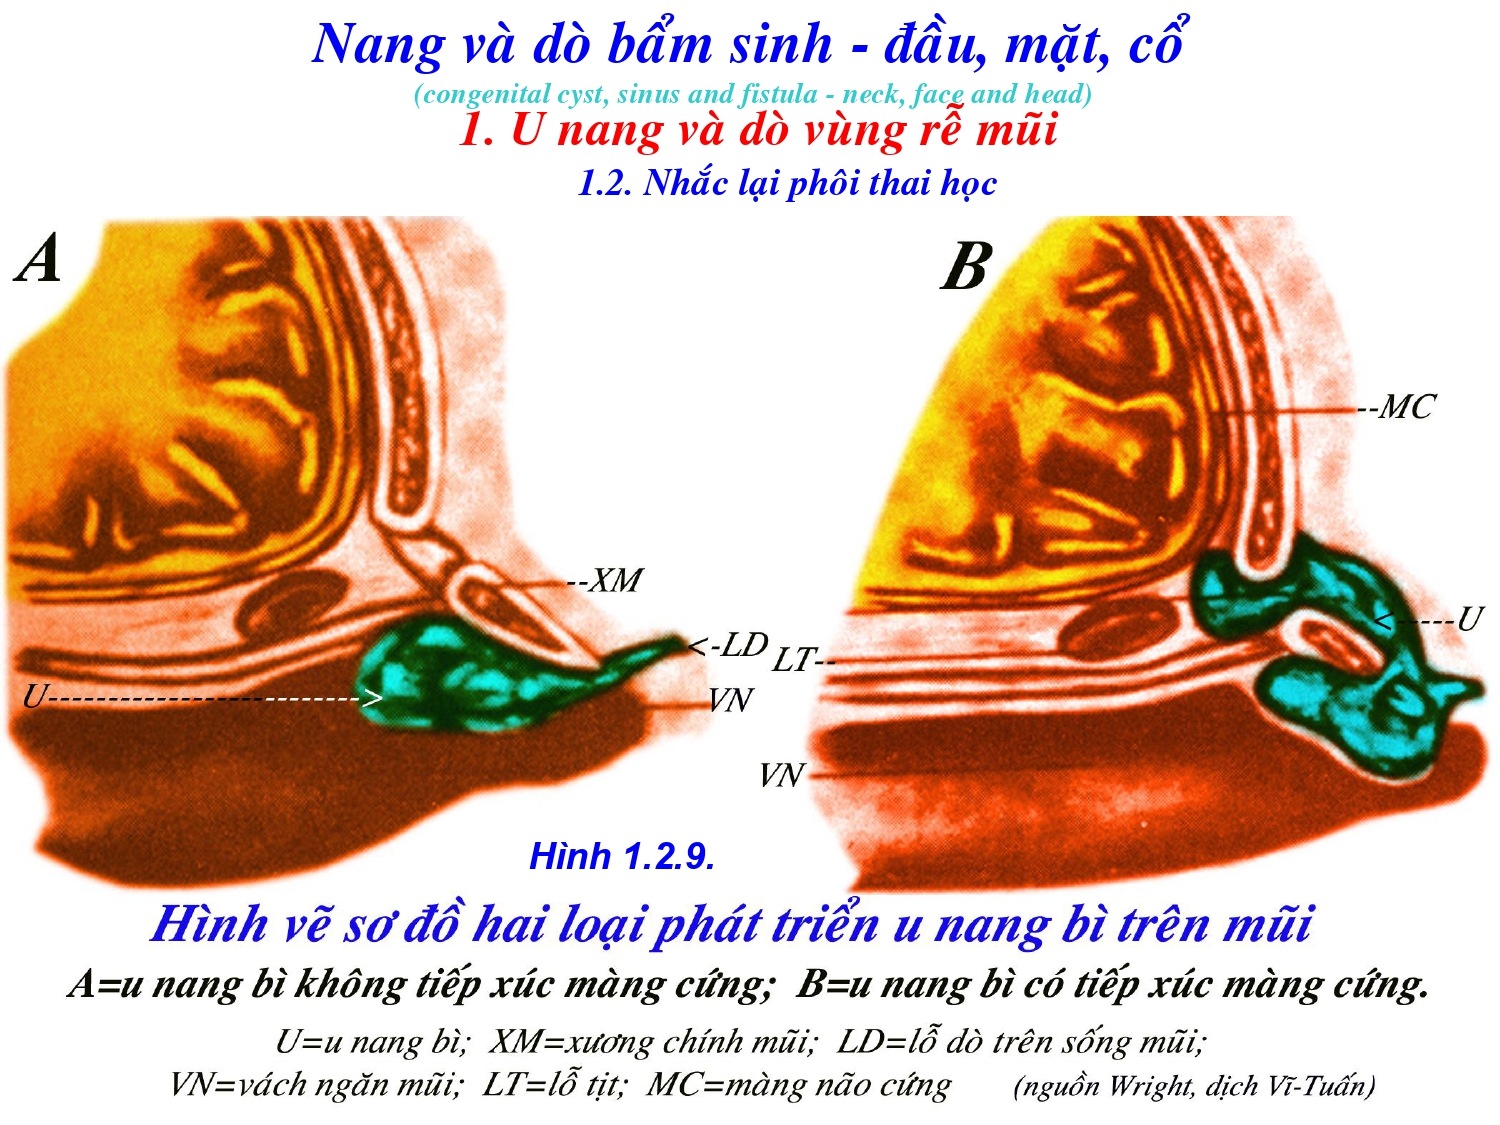 Nang và dò bẩm sinh - đầu, mặt, cổ
(congenital cyst, sinus and fistula - neck, face and head)
1. U nang và dò vùng rễ mũi
1.2. Nhắc lại phôi thai học
A
B
--MC
--XM
<-----U
<-LD
LT--
U-------------------------->
VN
VN
Hình 1.2.9.
Hình vẽ sơ đồ hai loại phát triển u nang bì trên mũi
A=u nang bì không tiếp xúc màng cứng; B=u nang bì có tiếp xúc màng cứng.
U=u nang bì; XM=xương chính mũi; LD=lỗ dò trên sống mũi;
VN=vách ngăn mũi; LT=lỗ tịt; MC=màng não cứng (nguồn Wright, dịch Vĩ-Tuấn)